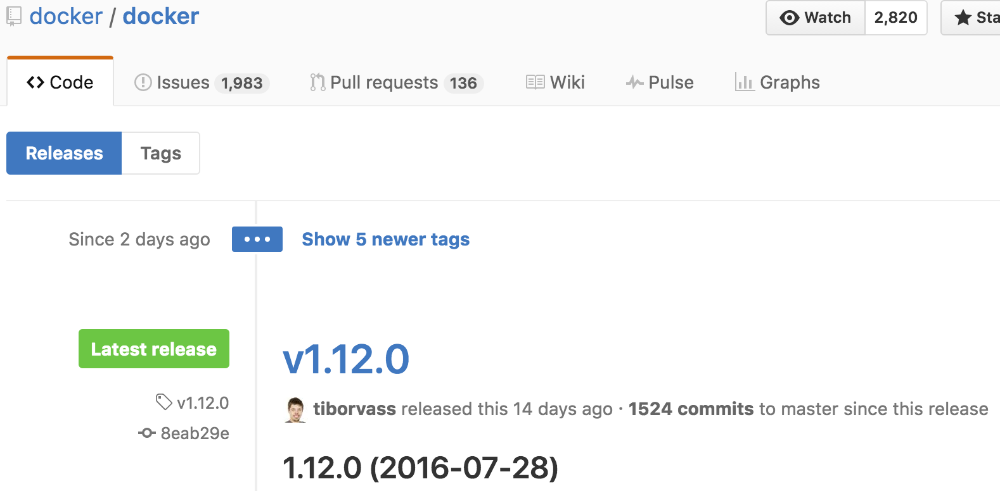 docker / docker
Watch 2,820 Sta
Code Issues 1,983 Pull requests 136 Wiki Pulse Graphs
Releases Tags
Since 2 days ago ... Show 5 newer tags
Latest release
v1.12.0
v1.12.0
tiborvass released this 14 days ago · 1524 commits to master since this release
8eab29e
1.12.0 (2016-07-28)